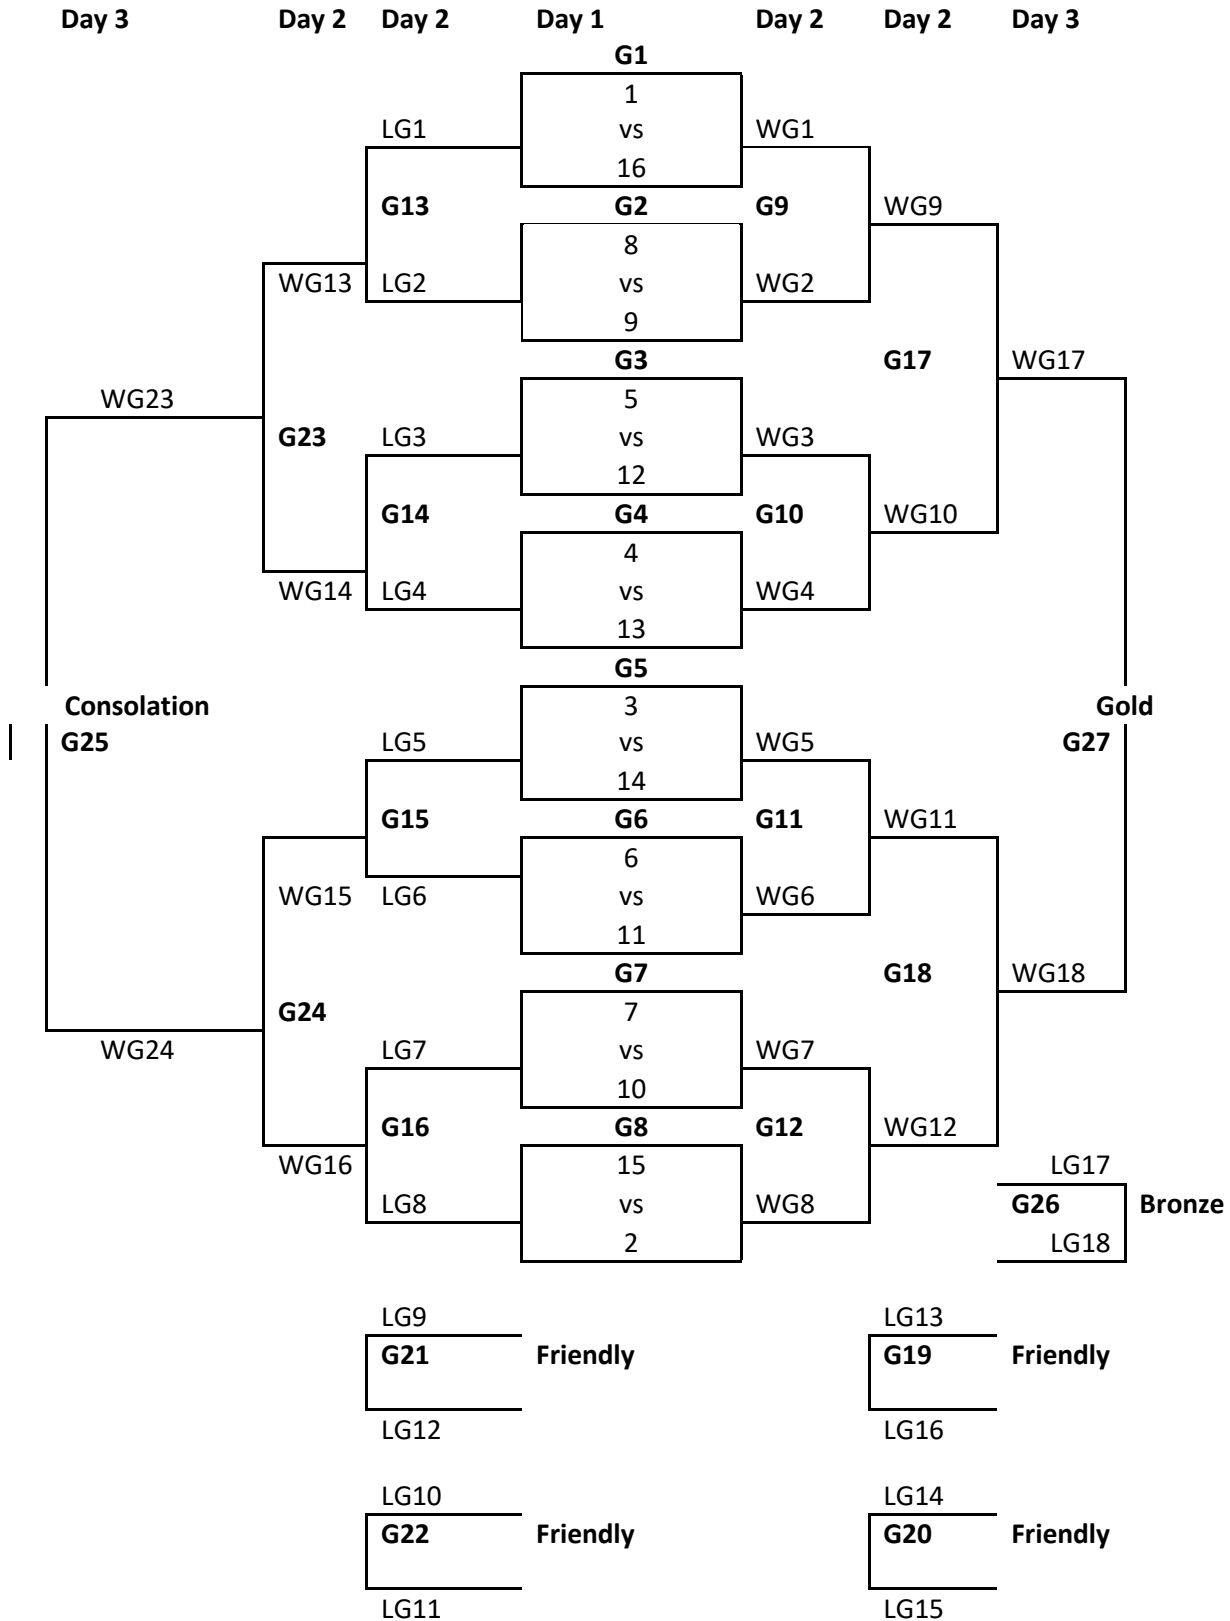 Day 3 Day 2 Day 2 Day 1 Day 2 Day 2 Day 3
G1
1
LG1 vs WG1
16
G13 G2 G9 WG9
8
WG13 LG2 vs WG2
9
G3 G17 WG17
WG23 5
G23 LG3 vs WG3
12
G14 G4 G10 WG10
4
WG14 LG4 vs WG4
13
G5
Consolation 3 Gold
G25 LG5 vs WG5 G27
14
G15 G6 G11 WG11
6
WG15 LG6 vs WG6
11
G7 G18 WG18
G24 7
WG24 LG7 vs WG7
10
G16 G8 G12 WG12
WG16 15 LG17
LG8 vs WG8 G26 Bronze
2 LG18
LG9 LG13
G21 Friendly G19 Friendly
LG12 LG16
LG10 LG14
G22 Friendly G20 Friendly
LG11 LG15